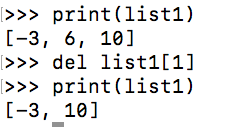 >>> print(list1)
[-3, 6, 10]
>>> del list1[1]
>>> print(list1)
[-3, 10]